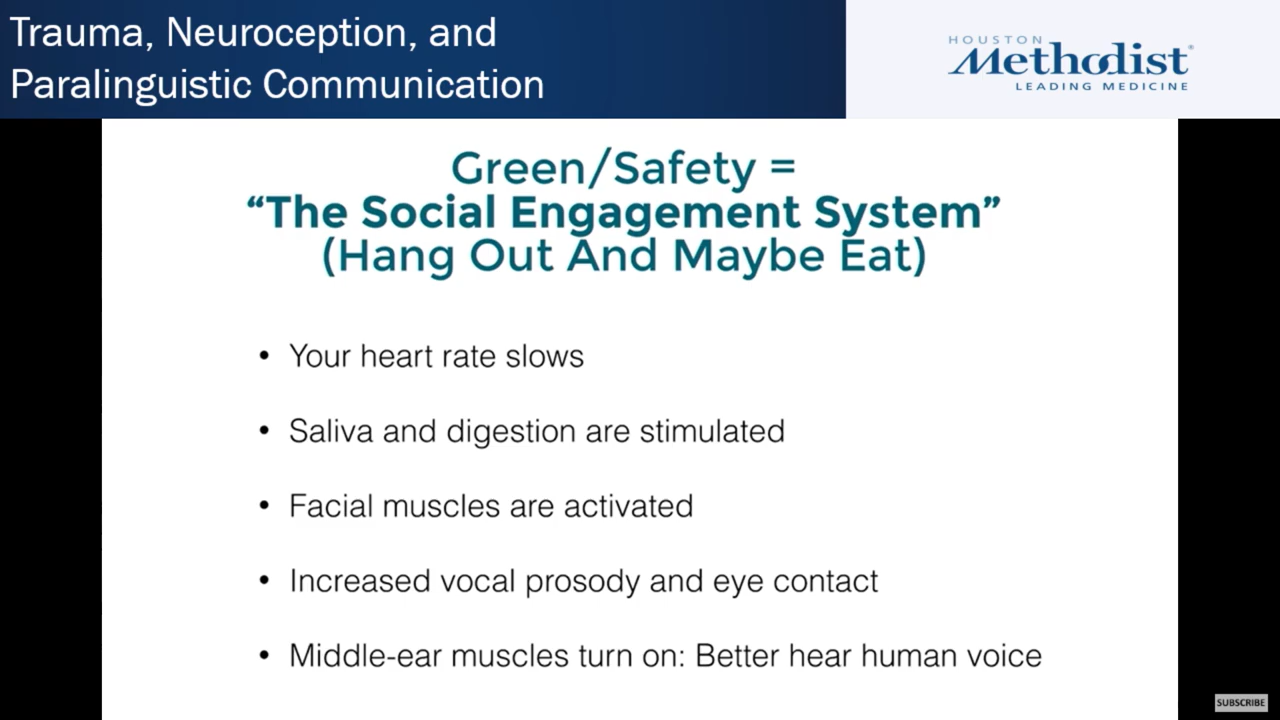 Trauma, Neuroception, and
Paralinguistic Communication
HOUSTON
Methodist®
LEADING MEDICINE
Green/Safety =
“The Social Engagement System”
(Hang Out And Maybe Eat)
• Your heart rate slows
• Saliva and digestion are stimulated
• Facial muscles are activated
• Increased vocal prosody and eye contact
• Middle-ear muscles turn on: Better hear human voice
SUBSCRIBE